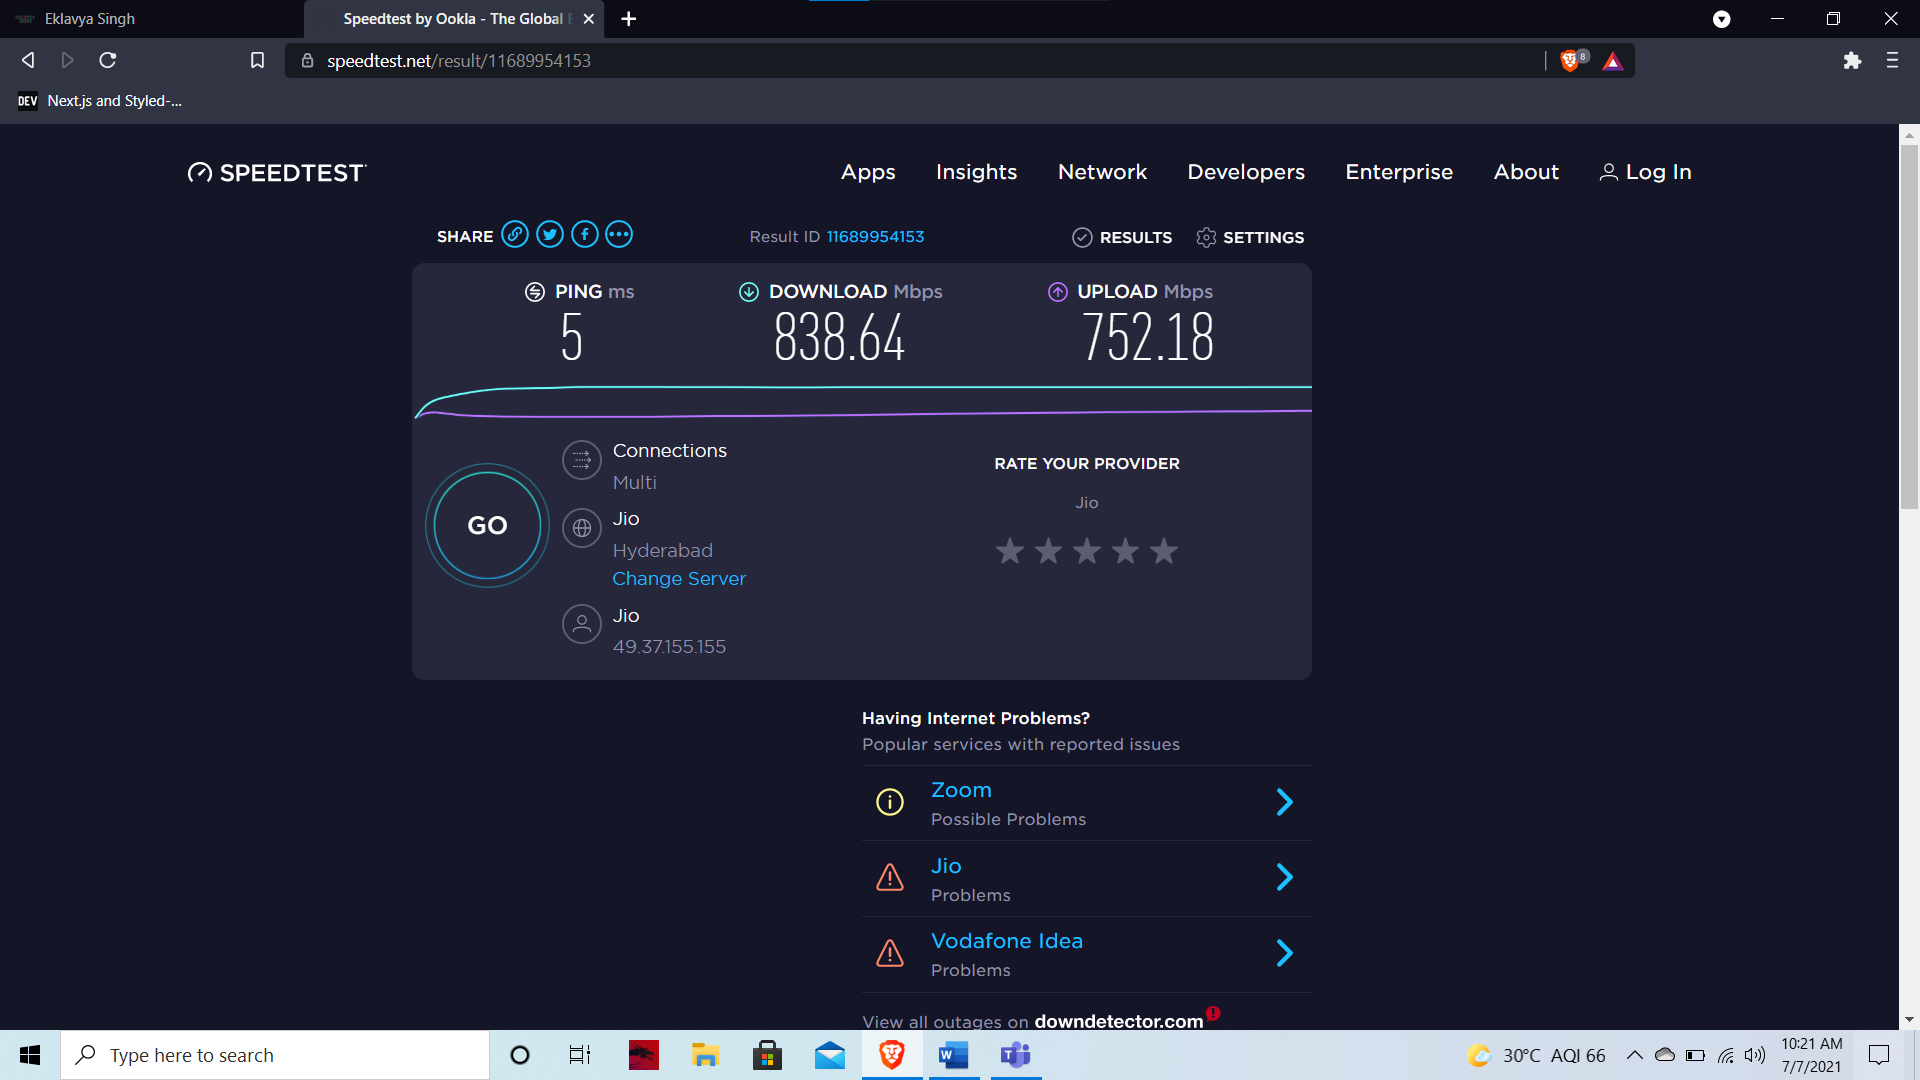 Eklavya Singh
Speedtest by Ookla - The Global
speedtest.net/result/11689954153
8
DEV Next.js and Styled-...
SPEEDTEST
Apps Insights Network Developers Enterprise About Log In
SHARE
Result ID 11689954153
RESULTS SETTINGS
PING ms
5
DOWNLOAD Mbps
838.64
UPLOAD Mbps
752.18
GO
Connections
Multi
Jio
Hyderabad
Change Server
Jio
49.37.155.155
RATE YOUR PROVIDER
Jio
Having Internet Problems?
Popular services with reported issues
Zoom
Possible Problems
Jio
Problems
Vodafone Idea
Problems
View all outages on downdetector.com
Type here to search
30°C AQI 66
10:21 AM
7/7/2021